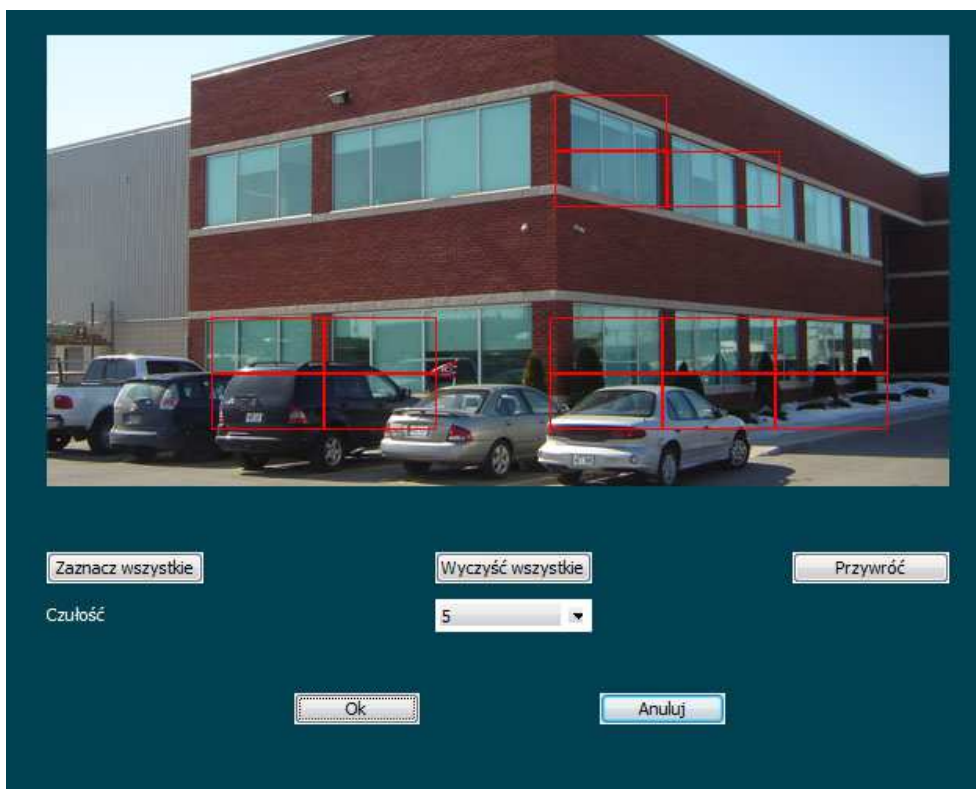 Zaznacz wszystkie
Wyczyść wszystkie
Przywróć
Czułość
5
Ok
Anuluj